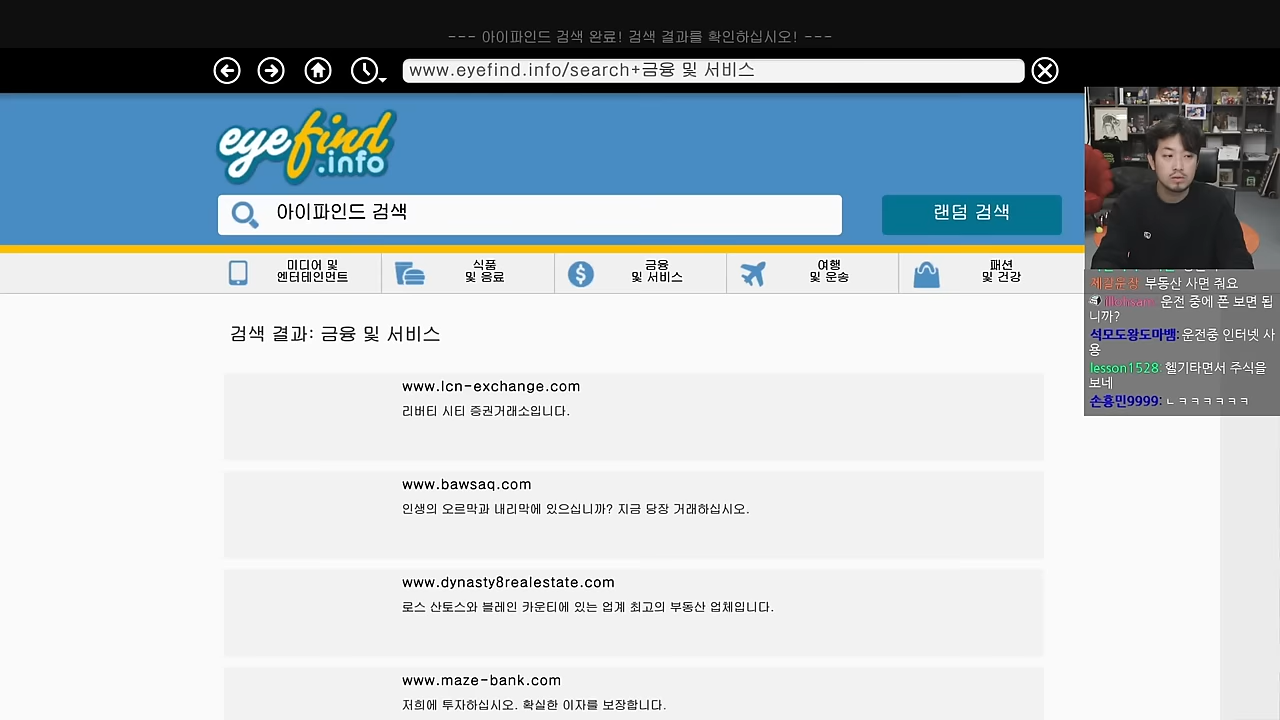 --- 아이파인드 검색 완료! 검색 결과를 확인하십시오! ---
www.eyefind.info/search+금융 및 서비스
eyefind
.info
아이파인드 검색
랜덤 검색
미디어 및
엔터테인먼트
식품
및 음료
금융
및 서비스
여행
및 운송
패션
및 건강
검색 결과: 금융 및 서비스
www.lcn-exchange.com
리버티 시티 증권거래소입니다.
www.bawsaq.com
인생의 오르막과 내리막에 있으십니까? 지금 당장 거래하십시오.
www.dynasty8realestate.com
로스 산토스와 블레인 카운티에 있는 업계 최고의 부동산 업체입니다.
www.maze-bank.com
저희에 투자하십시오. 확실한 이자를 보장합니다.
부동산 사면 줘요
운전 중에 폰 보면 됩
니까?
석모도왕도마뱀: 운전중 인터넷 사
용
lesson1528: 헬기타면서 주식을
보네
손흥민9999: ㄴㅋㅋㅋㅋㅋㅋ